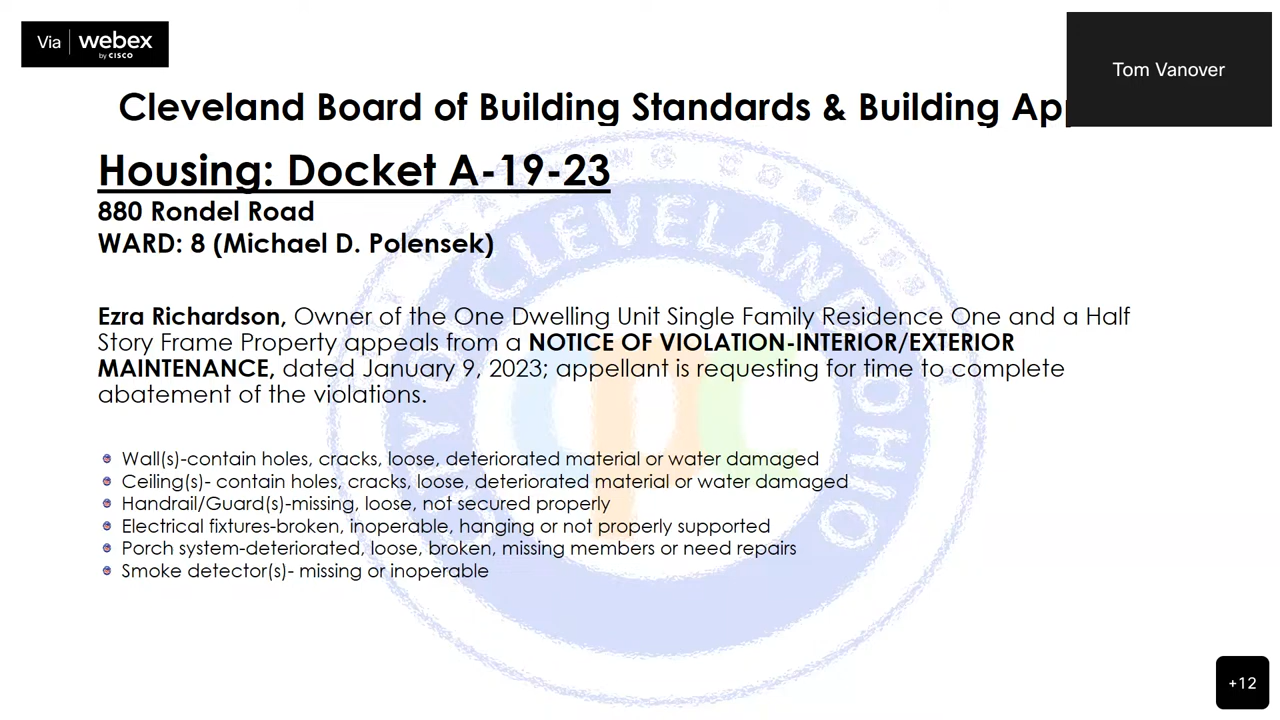 Via webex
by CISCO
Tom Vanover
Cleveland Board of Building Standards & Building Ap
Housing: Docket A-19-23
880 Rondel Road
WARD: 8 (Michael D. Polensek)
Ezra Richardson, Owner of the One Dwelling Unit Single Family Residence One and a Half
Story Frame Property appeals from a NOTICE OF VIOLATION-INTERIOR/EXTERIOR
MAINTENANCE, dated January 9, 2023; appellant is requesting for time to complete
abatement of the violations.
Wall(s)-contain holes, cracks, loose, deteriorated material or water damaged
Ceiling(s)- contain holes, cracks, loose, deteriorated material or water damaged
Handrail/Guard(s)-missing, loose, not secured properly
Electrical fixtures-broken, inoperable, hanging or not properly supported
Porch system-deteriorated, loose, broken, missing members or need repairs
Smoke detector(s)- missing or inoperable
CITY OF CLEVELAND OHIO
+12